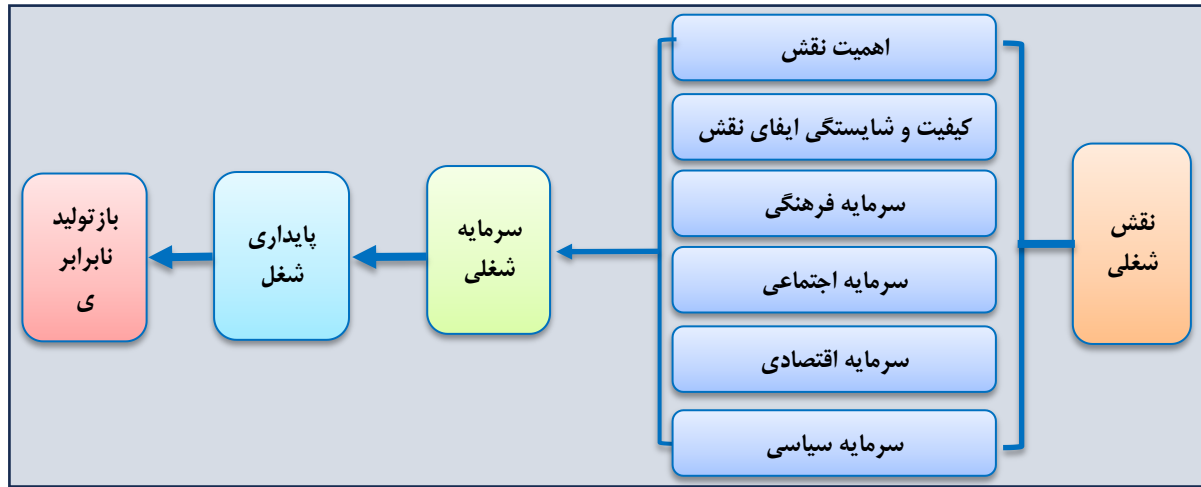 نقش
شغلی
اهمیت نقش
کیفیت و شایستگی ایفای نقش
سرمایه فرهنگی
سرمایه اجتماعی
سرمایه اقتصادی
سرمایه سیاسی
سرمایه
شغلی
پایداری
شغل
بازتولید
نابرابر
ی